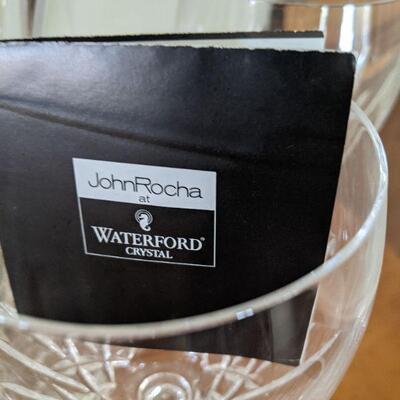 JohnRocha
at
WATERFORD®
CRYSTAL